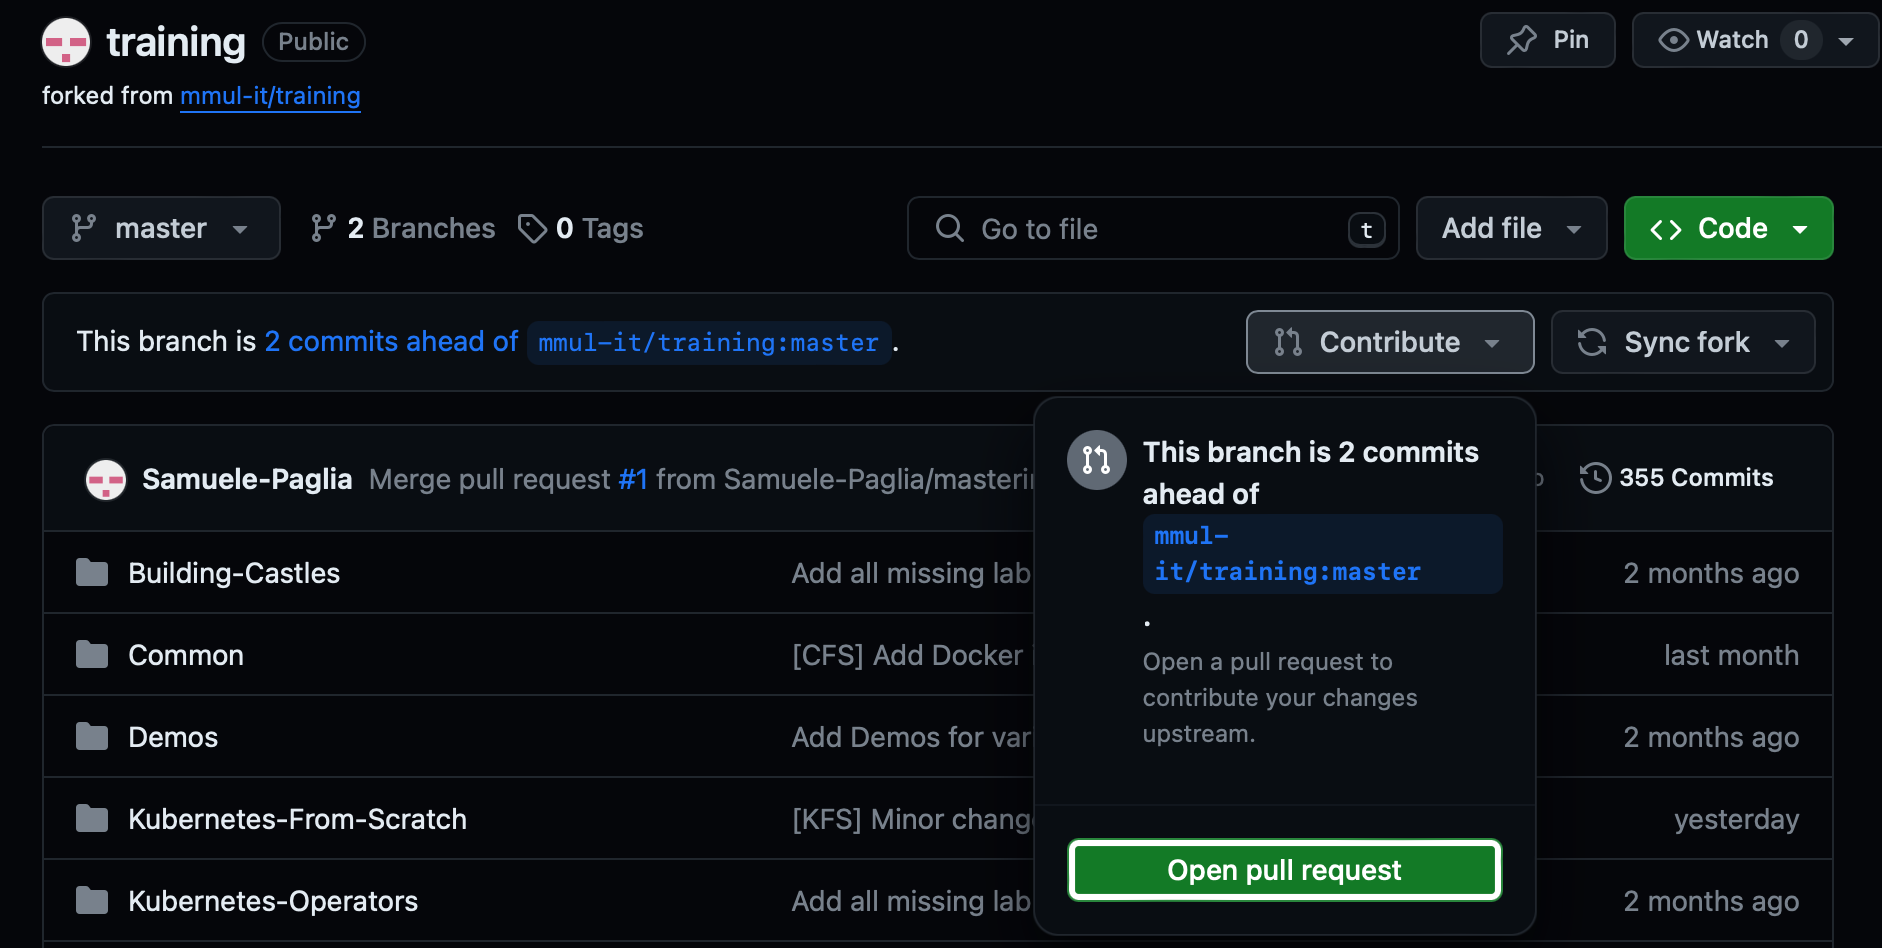 training Public
Pin
Watch 0
forked from mmul-it/training
master
2 Branches
0 Tags
Go to file t
Add file
Code
This branch is 2 commits ahead of mmul-it/training:master .
Contribute
Sync fork
Samuele-Paglia Merge pull request #1 from Samuele-Paglia/
355 Commits
Building-Castles Add all missing lab 2 months ago
Common [CFS] Add Docker last month
Demos Add Demos for var 2 months ago
Kubernetes-From-Scratch [KFS] Minor chang yesterday
Kubernetes-Operators Add all missing lab 2 months ago
This branch is 2 commits
ahead of
mmul-
it/training:master
.
Open a pull request to
contribute your changes
upstream.
Open pull request